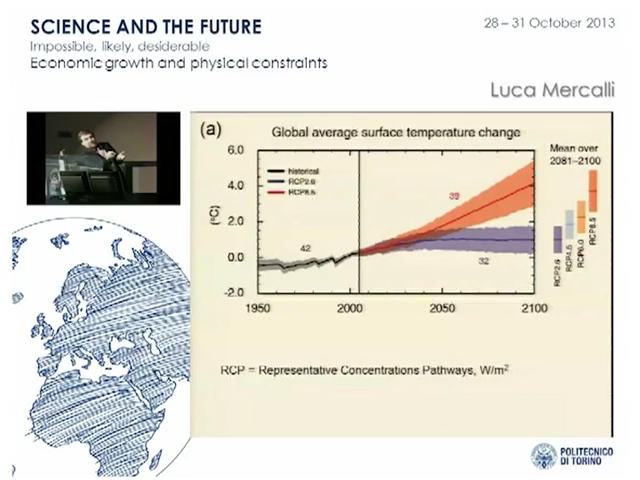 SCIENCE AND THE FUTURE
28 – 31 October 2013
Impossible, likely, desiderable
Economic growth and physical constraints
Luca Mercalli
(a)
Global average surface temperature change
Mean over
2081–2100
(°C)
6.0
4.0
2.0
0.0
-2.0
historical
RCP2.6
RCP8.5
42
39
32
RCP2.6
RCP4.5
RCP6.0
RCP8.5
1950
2000
2050
2100
RCP = Representative Concentrations Pathways, W/m²
POLITECNICO
DI TORINO